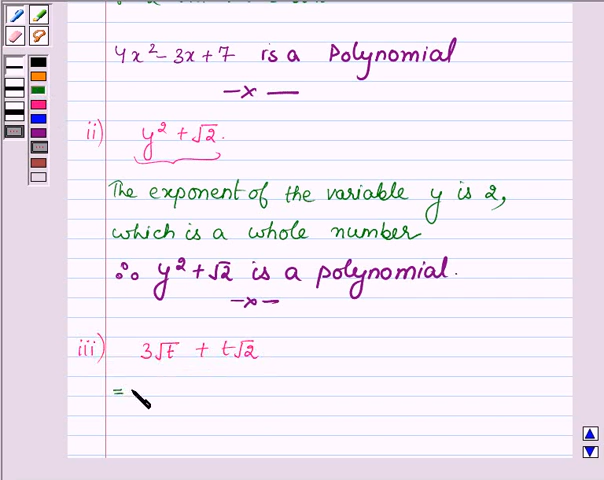 4x² - 3x + 7 is a Polynomial
—x—
ii) y² + √2.
The exponent of the variable y is 2,
which is a whole number
∴ y² + √2 is a polynomial.
—x—
iii) 3√t + t√2
=